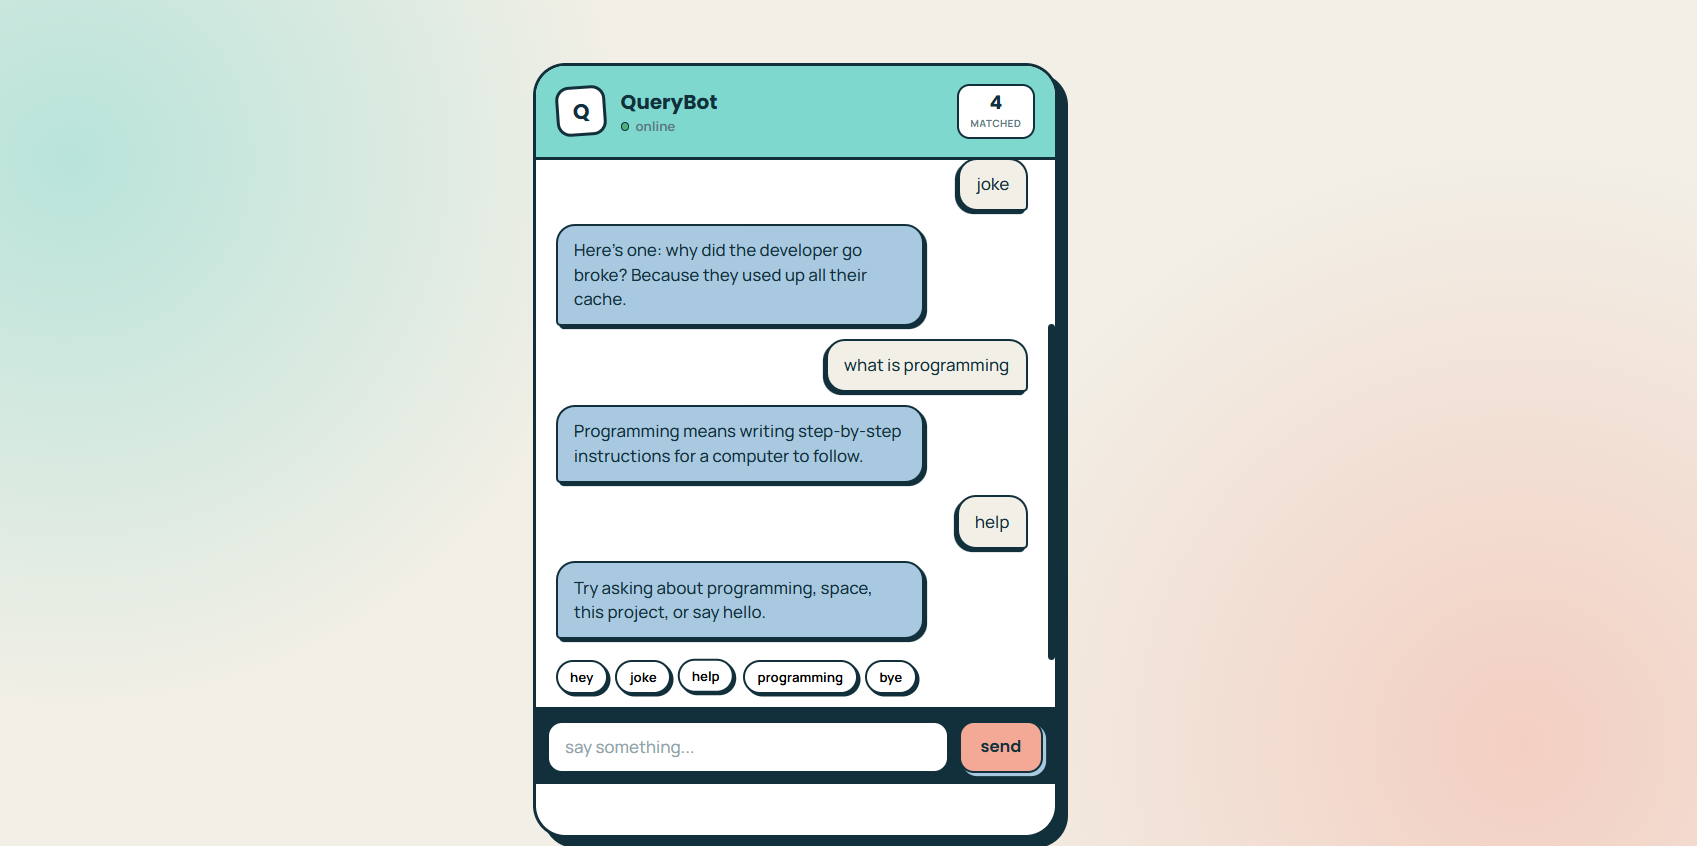 Q
QueryBot
online
4
MATCHED
joke
Here's one: why did the developer go
broke? Because they used up all their
cache.
what is programming
Programming means writing step-by-step
instructions for a computer to follow.
help
Try asking about programming, space,
this project, or say hello.
hey joke help programming bye
say something...
send